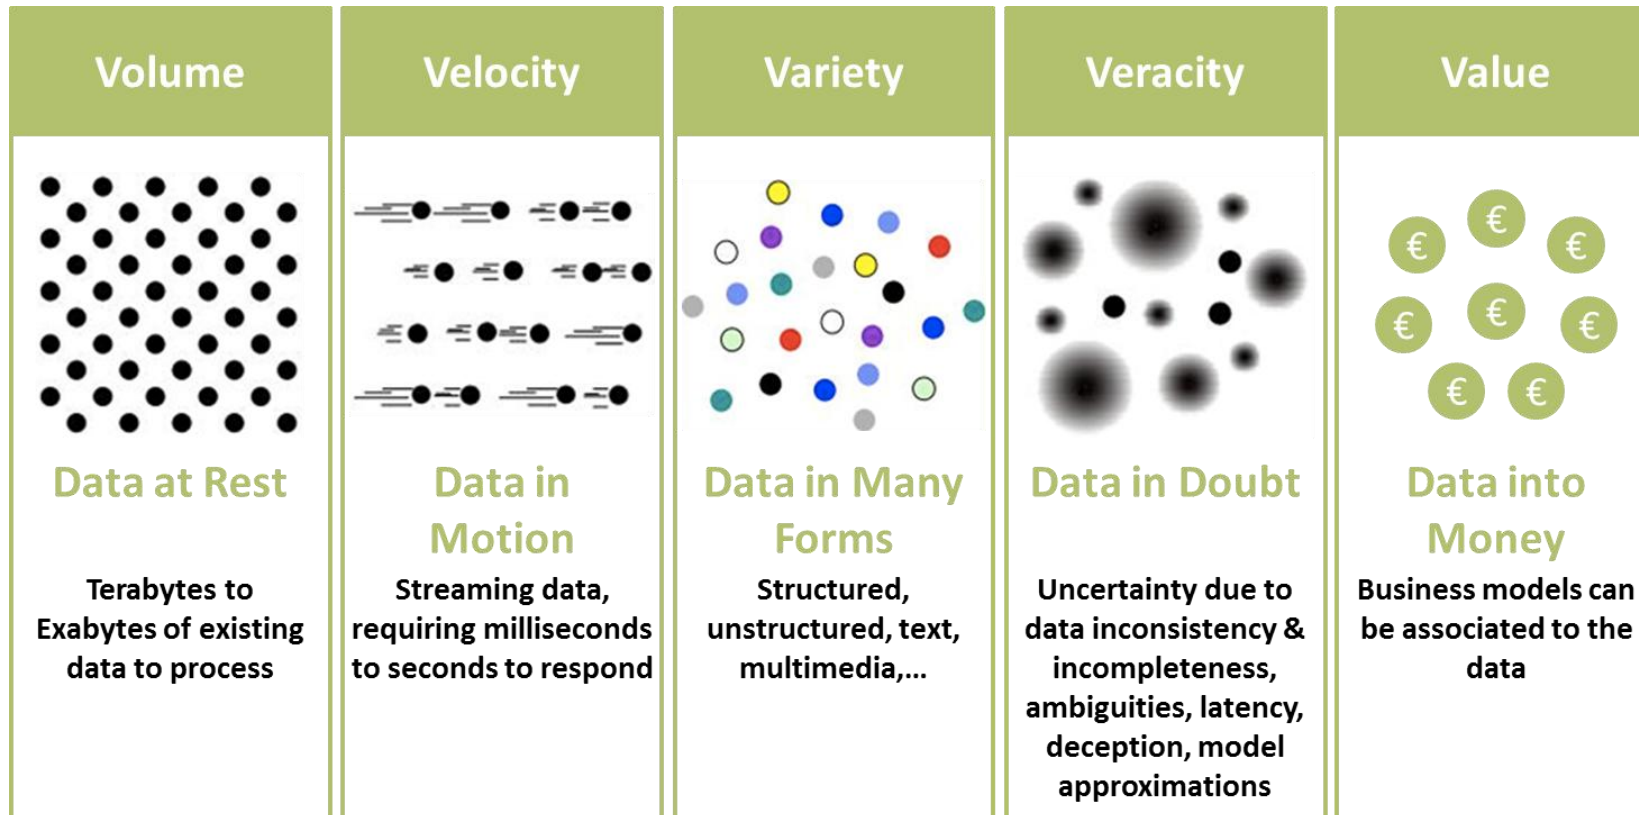 Volume
Data at Rest
Terabytes to
Exabytes of existing
data to process
Velocity
Data in
Motion
Streaming data,
requiring milliseconds
to seconds to respond
Variety
Data in Many
Forms
Structured,
unstructured, text,
multimedia,...
Veracity
Data in Doubt
Uncertainty due to
data inconsistency &
incompleteness,
ambiguities, latency,
deception, model
approximations
Value
€
€ €
€
€ €
€ €
Data into
Money
Business models can
be associated to the
data